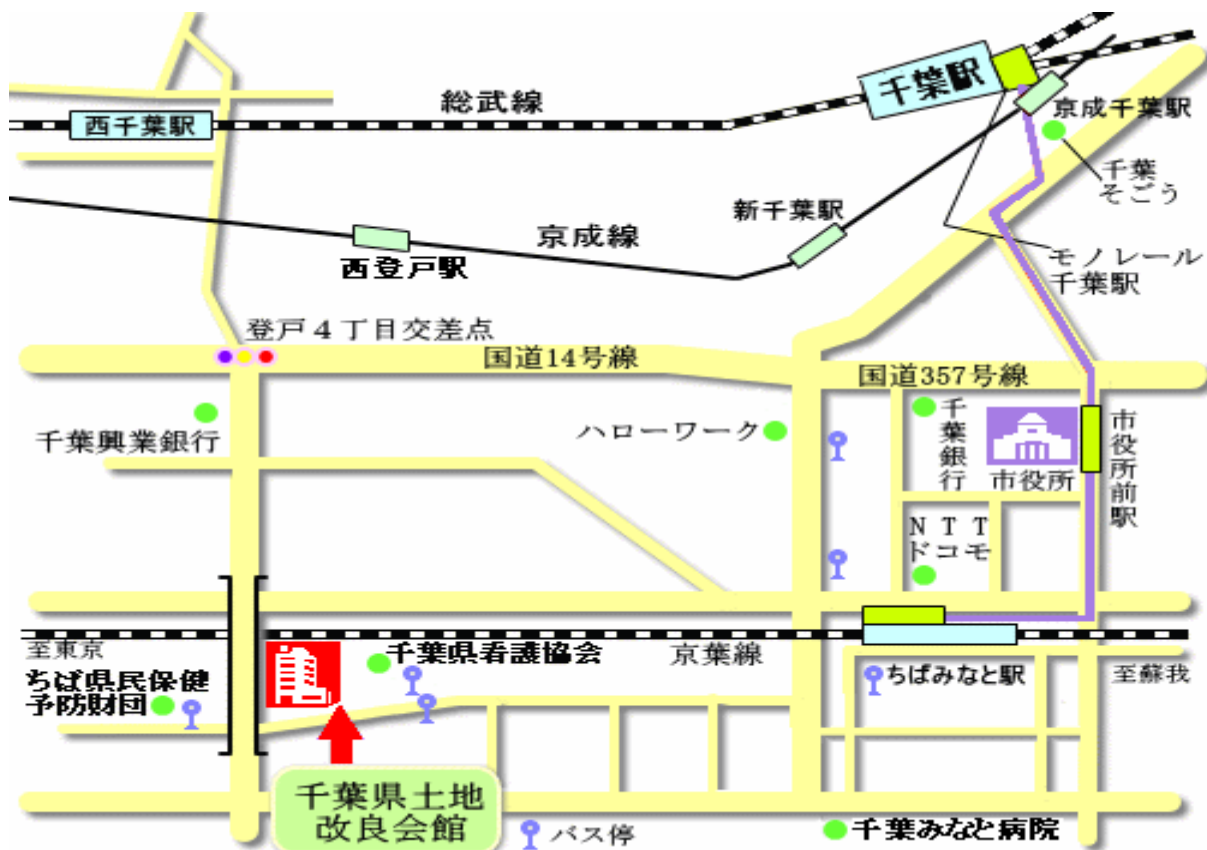 総武線
千葉駅
西千葉駅
京成千葉駅
千葉
そごう
新千葉駅
京成線
西登戸駅
モノレール
千葉駅
登戸4丁目交差点
国道14号線
国道357号線
千葉興業銀行
ハローワーク
千葉銀行
市役所
市役所前駅
NTT
ドコモ
至東京
千葉県看護協会
京葉線
ちばみなと駅
至蘇我
ちば県民保健
予防財団
千葉県土地
改良会館
バス停
千葉みなと病院